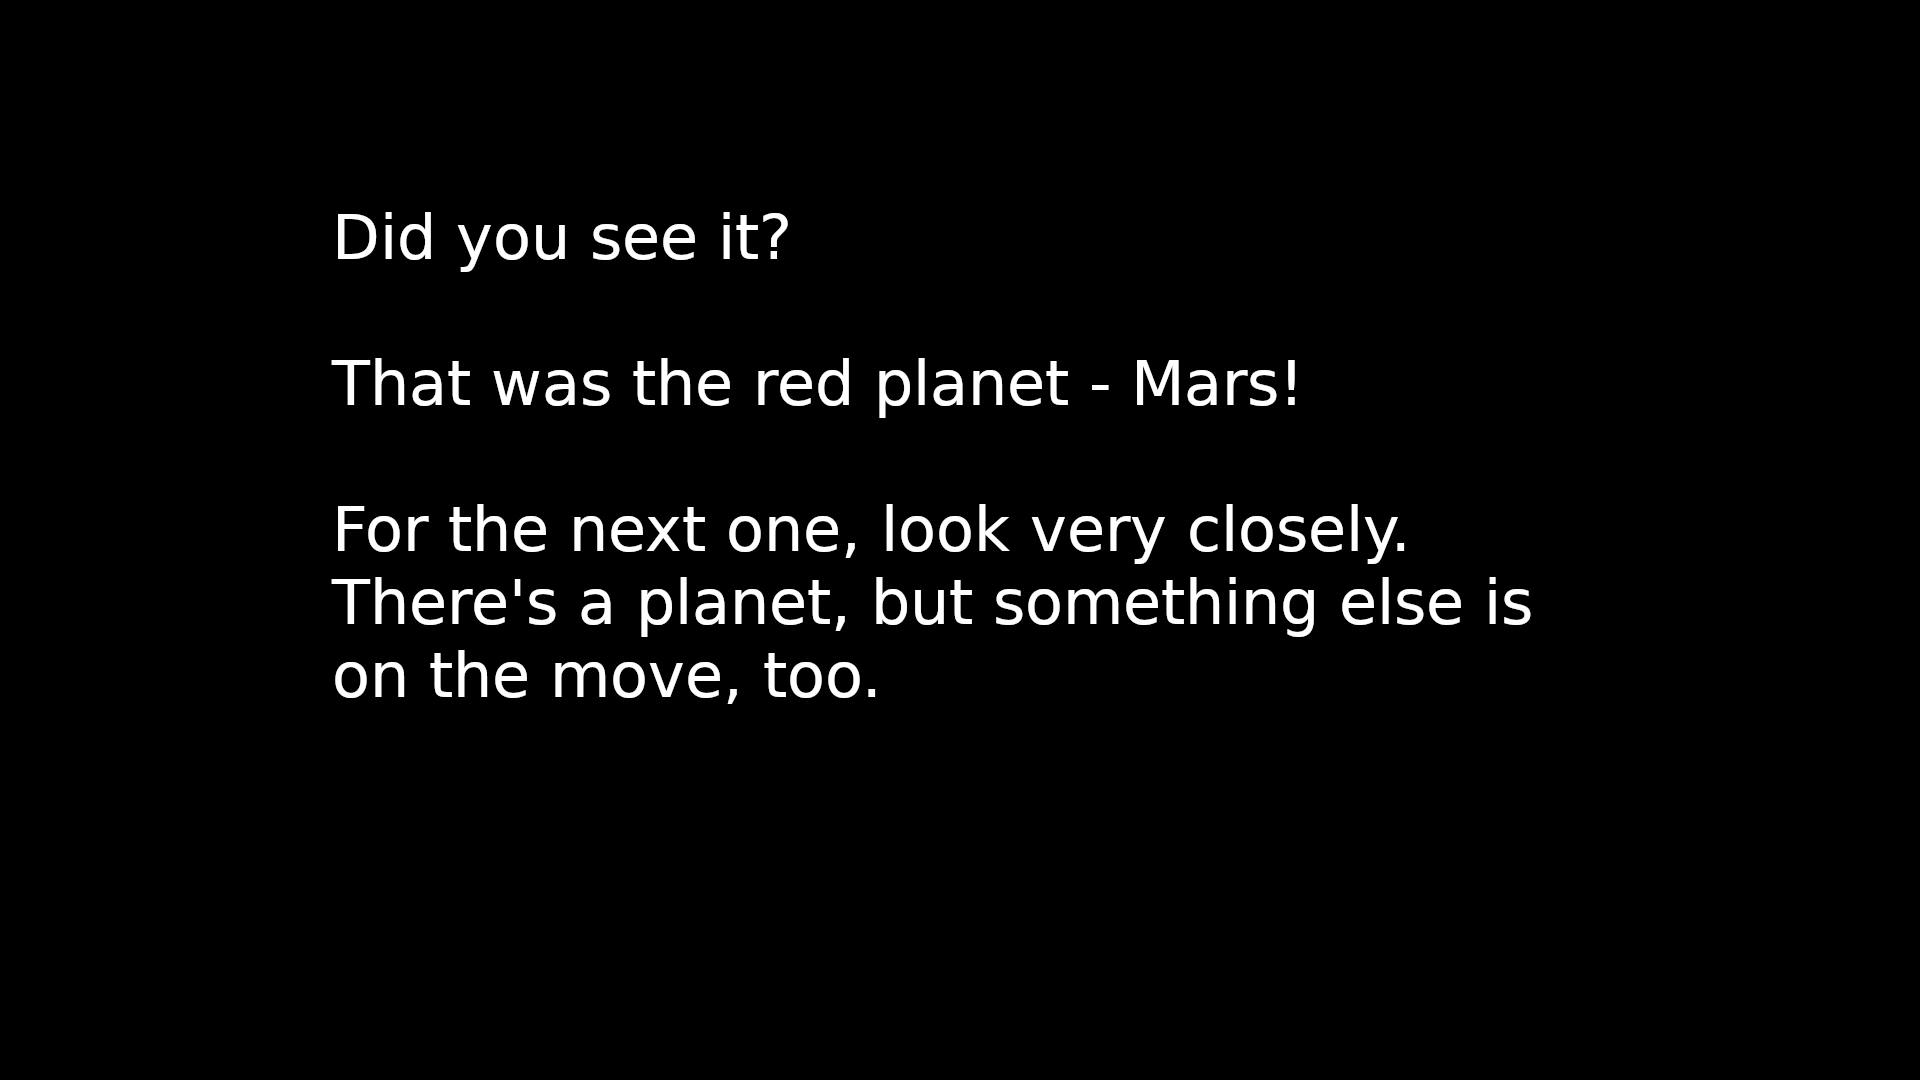 Did you see it?
That was the red planet - Mars!
For the next one, look very closely.
There's a planet, but something else is
on the move, too.